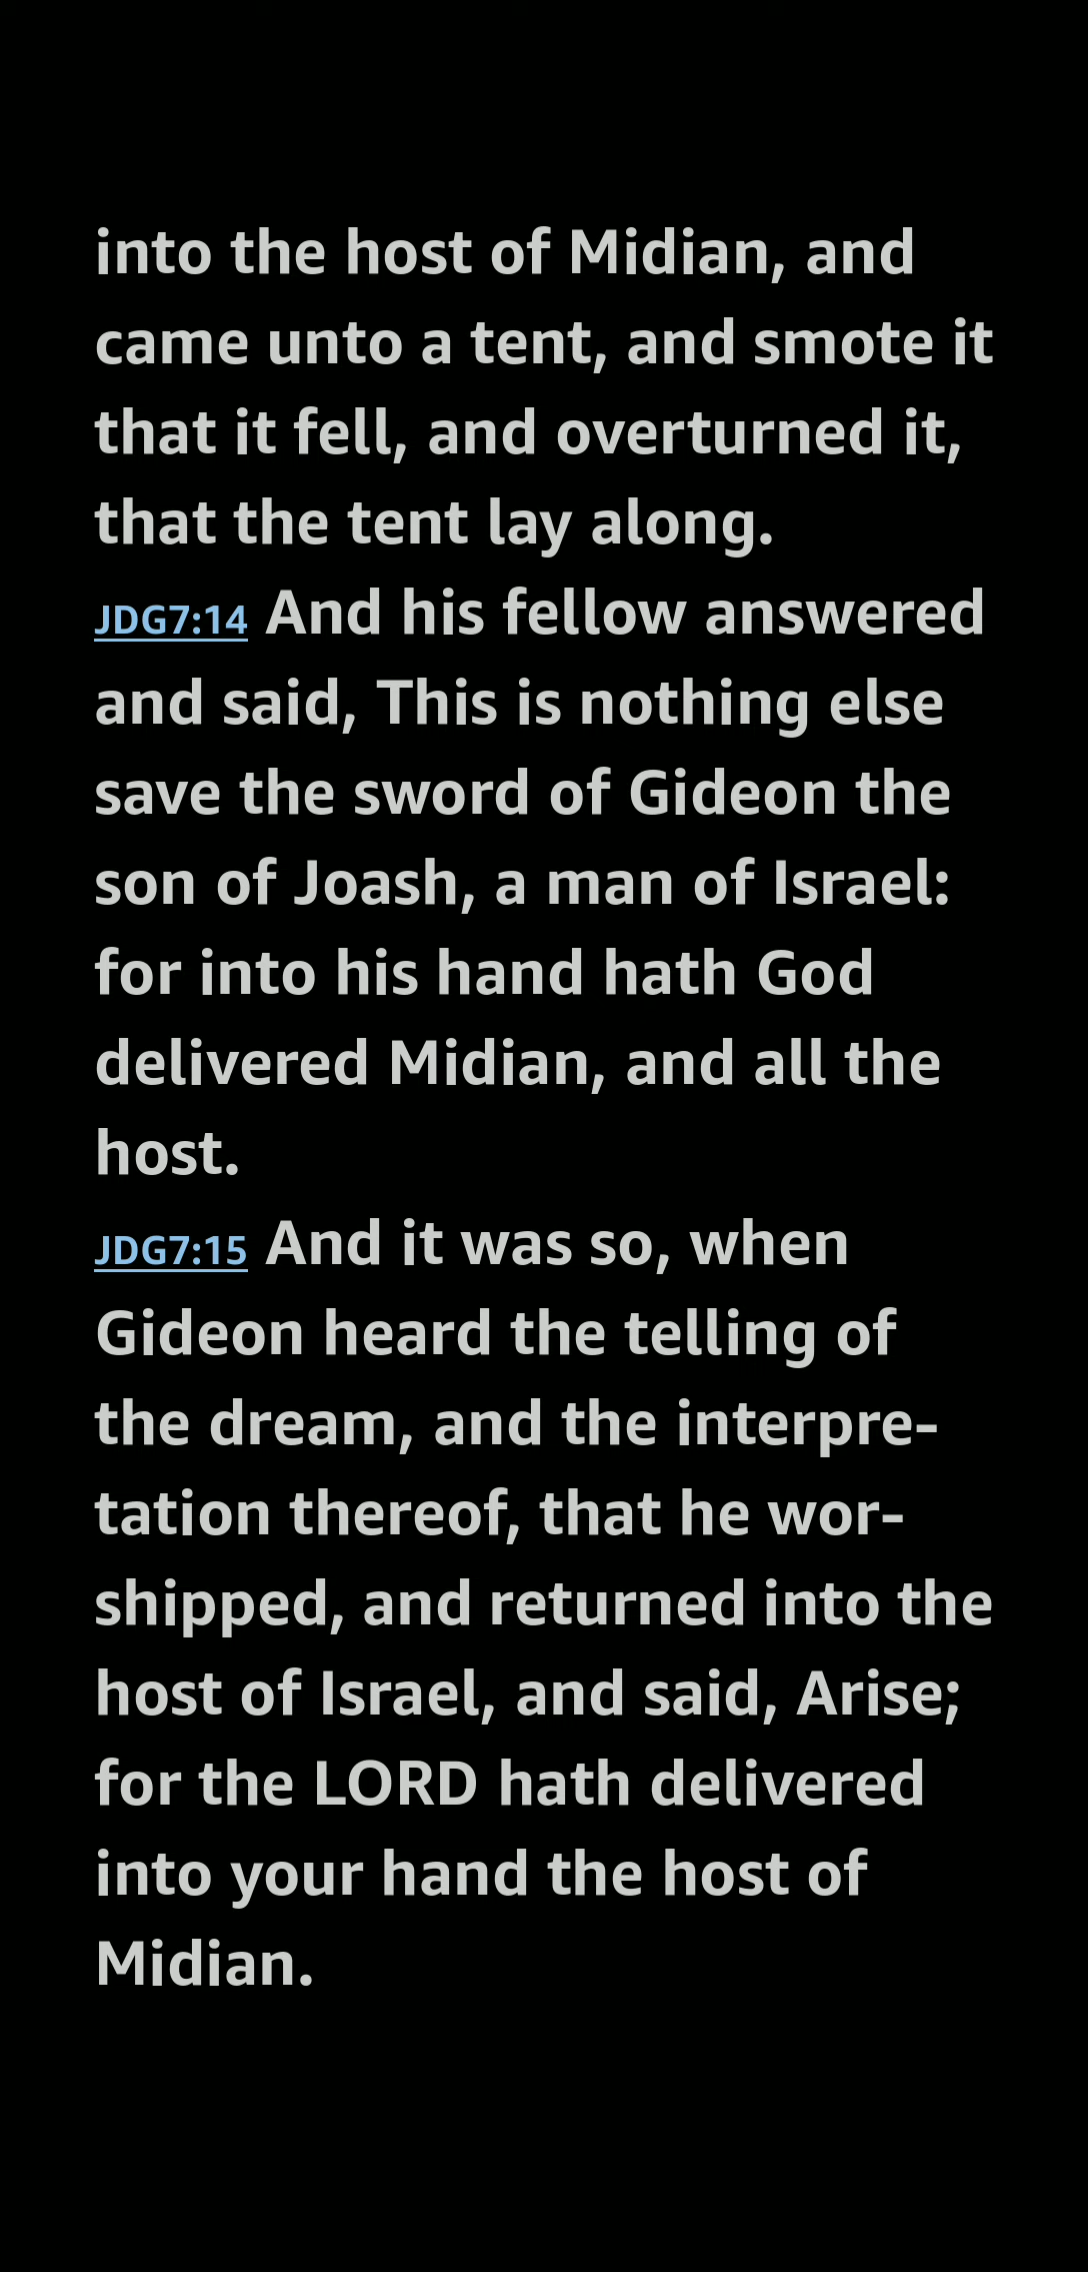 into the host of Midian, and
came unto a tent, and smote it
that it fell, and overturned it,
that the tent lay along.
JDG7:14 And his fellow answered
and said, This is nothing else
save the sword of Gideon the
son of Joash, a man of Israel:
for into his hand hath God
delivered Midian, and all the
host.
JDG7:15 And it was so, when
Gideon heard the telling of
the dream, and the interpre-
tation thereof, that he wor-
shipped, and returned into the
host of Israel, and said, Arise;
for the LORD hath delivered
into your hand the host of
Midian.